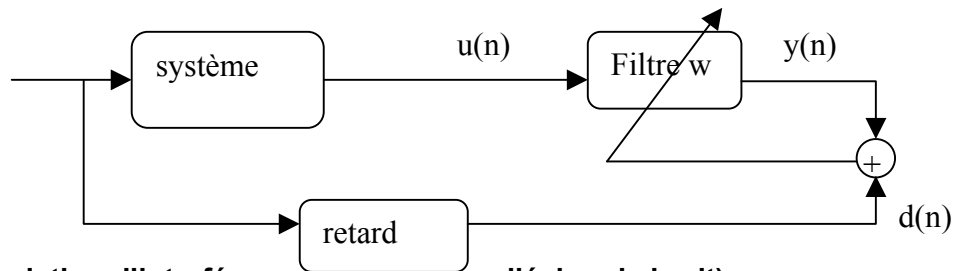 u(n)
y(n)
système
Filtre w
+
d(n)
retard